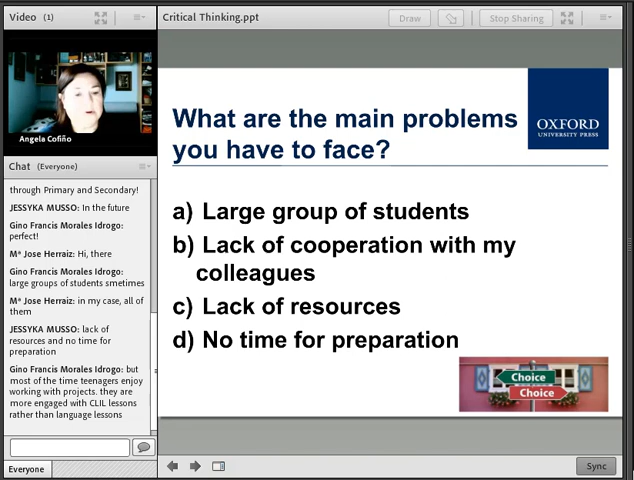 Video (1)
Critical Thinking.ppt
Draw
Stop Sharing
Angela Cofiño
Chat (Everyone)
through Primary and Secondary!
JESSYKA MUSSO: In the future
Gino Francis Morales Idrogo:
perfect!
Mª Jose Herraiz: Hi, there
Gino Francis Morales Idrogo:
large groups of students smetimes
Mª Jose Herraiz: in my case, all of
them
JESSYKA MUSSO: lack of
resources and no time for
preparation
Gino Francis Morales Idrogo: but
most of the time teenagers enjoy
working with projects. they are
more engaged with CLIL lessons
rather than language lessons
Everyone
What are the main problems
you have to face?
OXFORD
UNIVERSITY PRESS
a) Large group of students
b) Lack of cooperation with my
colleagues
c) Lack of resources
d) No time for preparation
Choice
Choice
Sync